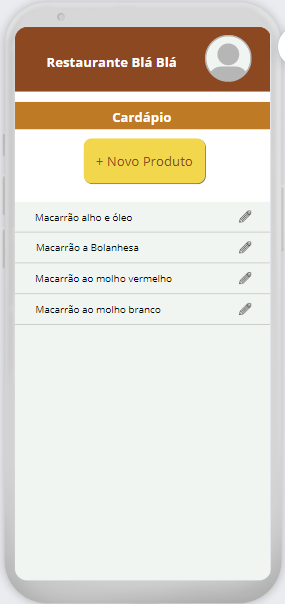 Restaurante Blá Blá
Cardápio
+ Novo Produto
Macarrão alho e óleo
Macarrão a Bolanhesa
Macarrão ao molho vermelho
Macarrão ao molho branco